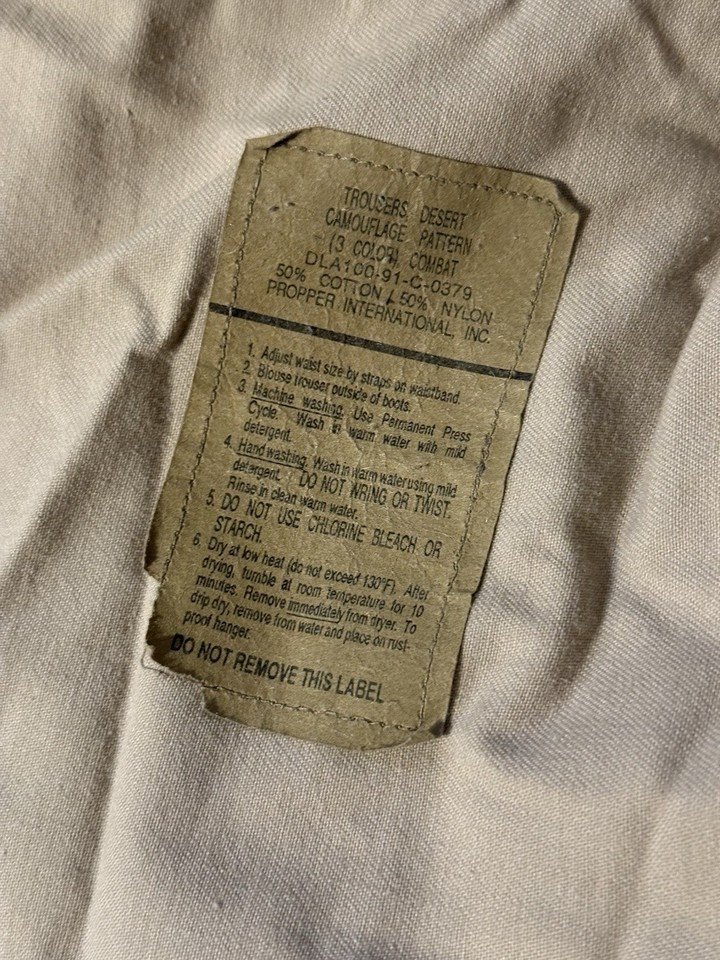 TROUSERS, DESERT
CAMOUFLAGE PATTERN
(3 COLOR) COMBAT
DLA100-91-C-0379
50% COTTON / 50% NYLON
PROPPER INTERNATIONAL, INC.
1. Adjust waist size by straps on waistband.
2. Blouse trouser outside of boots.
3. Machine washing. Use Permanent Press
Cycle. Wash in warm water with mild
detergent.
4. Hand washing. Wash in warm water using mild
detergent. DO NOT WRING OR TWIST.
Rinse in clean warm water.
5. DO NOT USE CHLORINE BLEACH OR
STARCH.
6. Dry at low heat (do not exceed 130°F). After
drying, tumble at room temperature for 10
minutes. Remove immediately from dryer. To
drip dry, remove from water and place on rust-
proof hanger.
DO NOT REMOVE THIS LABEL